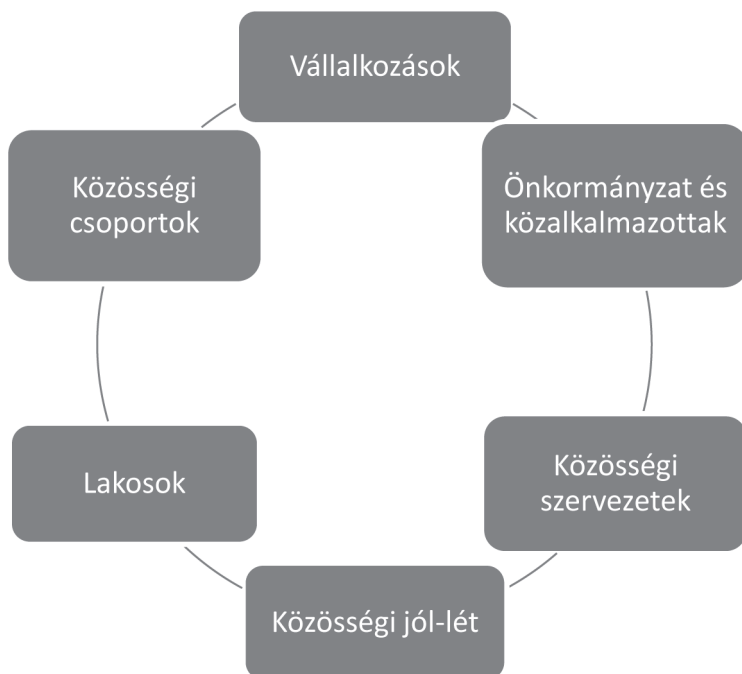 Vállalkozások
Önkormányzat és
közalkalmazottak
Közösségi
szervezetek
Közösségi jól-lét
Lakosok
Közösségi
csoportok